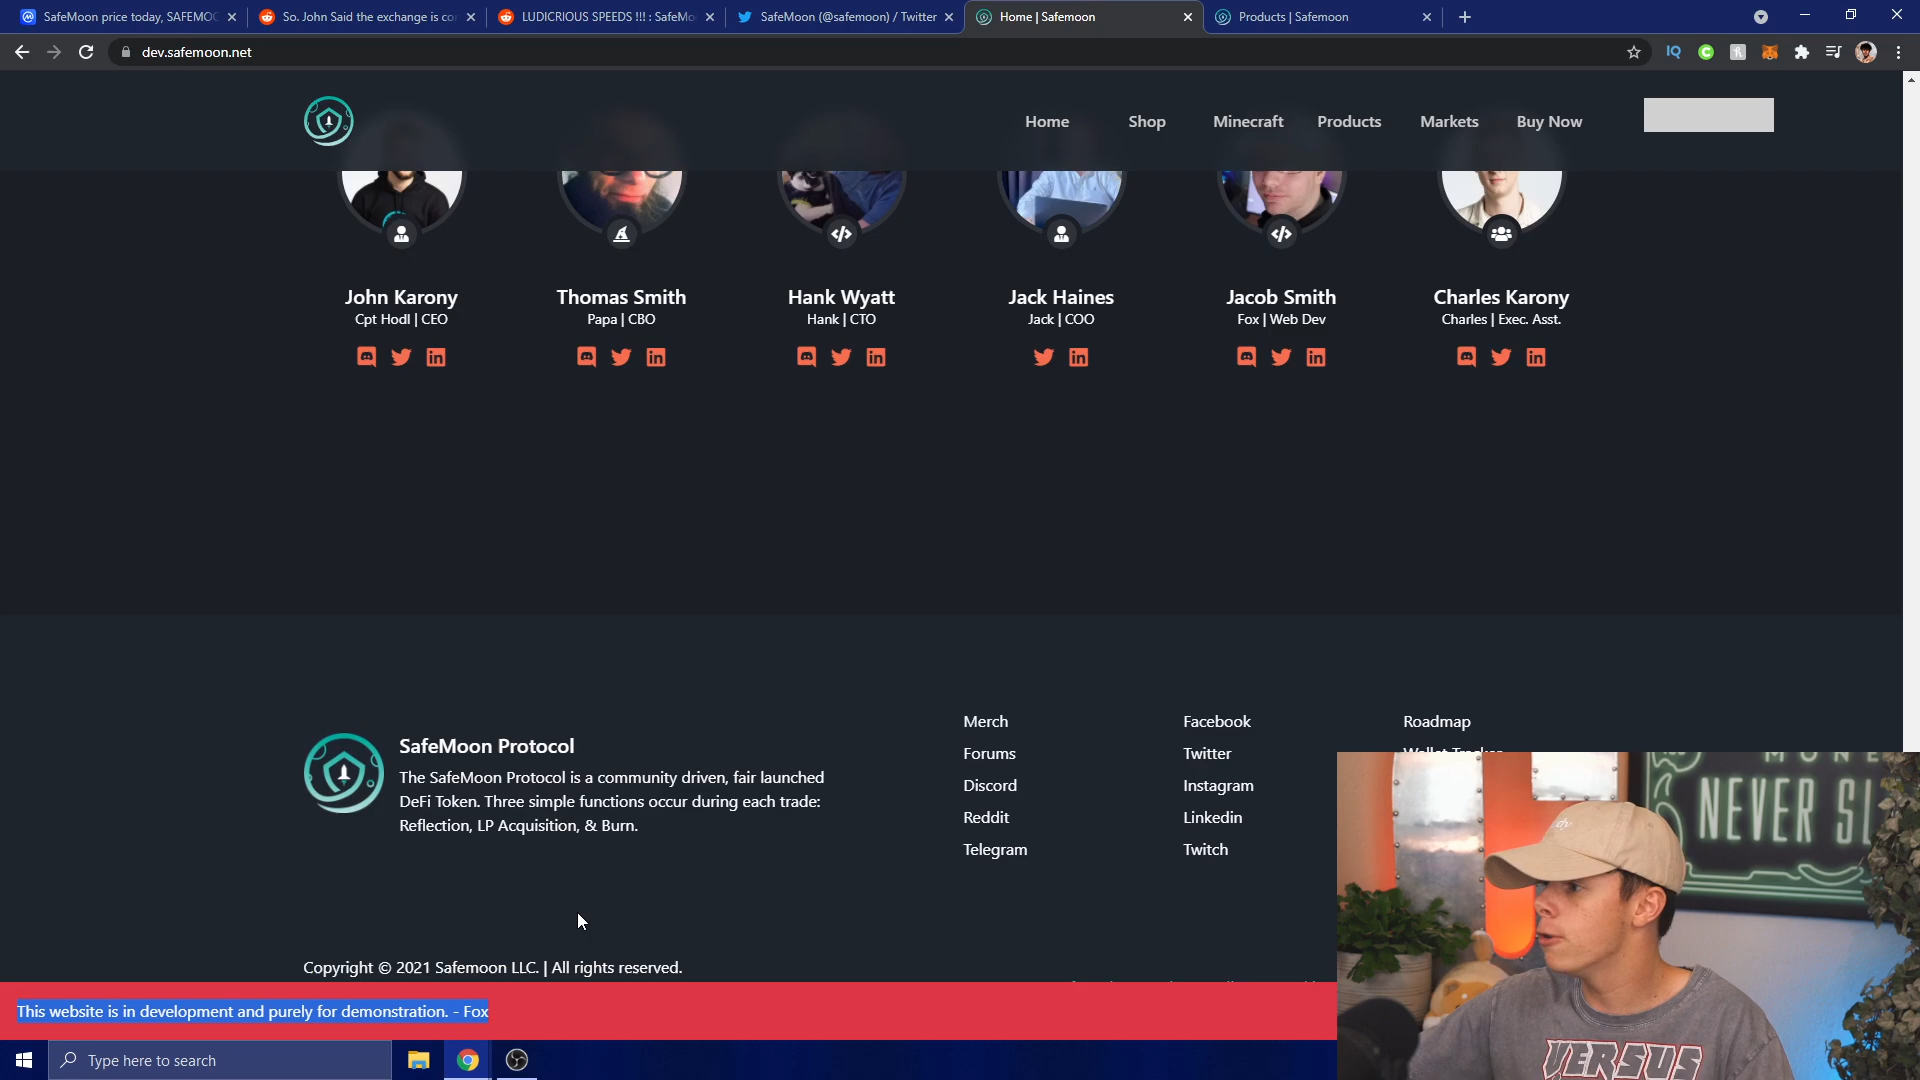 SafeMoon price today, SAFEMOO
So. John Said the exchange is co
LUDICRIOUS SPEEDS !!! : SafeMo
SafeMoon (@safemoon) / Twitter
Home | Safemoon
Products | Safemoon
dev.safemoon.net
Home
Shop
Minecraft
Products
Markets
Buy Now
John Karony
Cpt Hodl | CEO
Thomas Smith
Papa | CBO
Hank Wyatt
Hank | CTO
Jack Haines
Jack | COO
Jacob Smith
Fox | Web Dev
Charles Karony
Charles | Exec. Asst.
SafeMoon Protocol
The SafeMoon Protocol is a community driven, fair launched
DeFi Token. Three simple functions occur during each trade:
Reflection, LP Acquisition, & Burn.
Merch
Forums
Discord
Reddit
Telegram
Facebook
Twitter
Instagram
Linkedin
Twitch
Roadmap
Wallet Tracker
Copyright © 2021 Safemoon LLC. | All rights reserved.
This website is in development and purely for demonstration. - Fox
NEVER SL
VERSUS
Type here to search